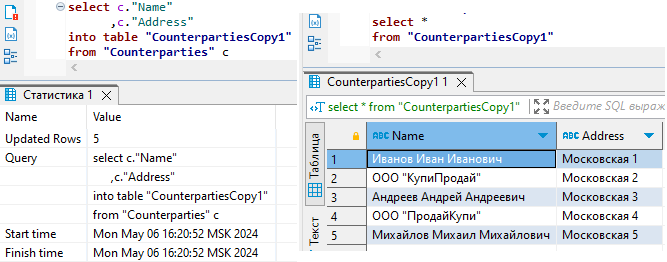 select c."Name"
,c."Address"
into table "CounterpartiesCopy1"
from "Counterparties" c
Статистика 1
Name Value
Updated Rows 5
Query select c."Name"
,c."Address"
into table "CounterpartiesCopy1"
from "Counterparties" c
Start time Mon May 06 16:20:52 MSK 2024
Finish time Mon May 06 16:20:52 MSK 2024
select *
from "CounterpartiesCopy1"
CounterpartiesCopy1 1
select * from "CounterpartiesCopy1" Введите SQL выраж
Таблица
Текст
ABC Name ABC Address
1 Иванов Иван Иванович Московская 1
2 ООО "КупиПродай" Московская 2
3 Андреев Андрей Андреевич Московская 3
4 ООО "ПродайКупи" Московская 4
5 Михайлов Михаил Михайлович Московская 5